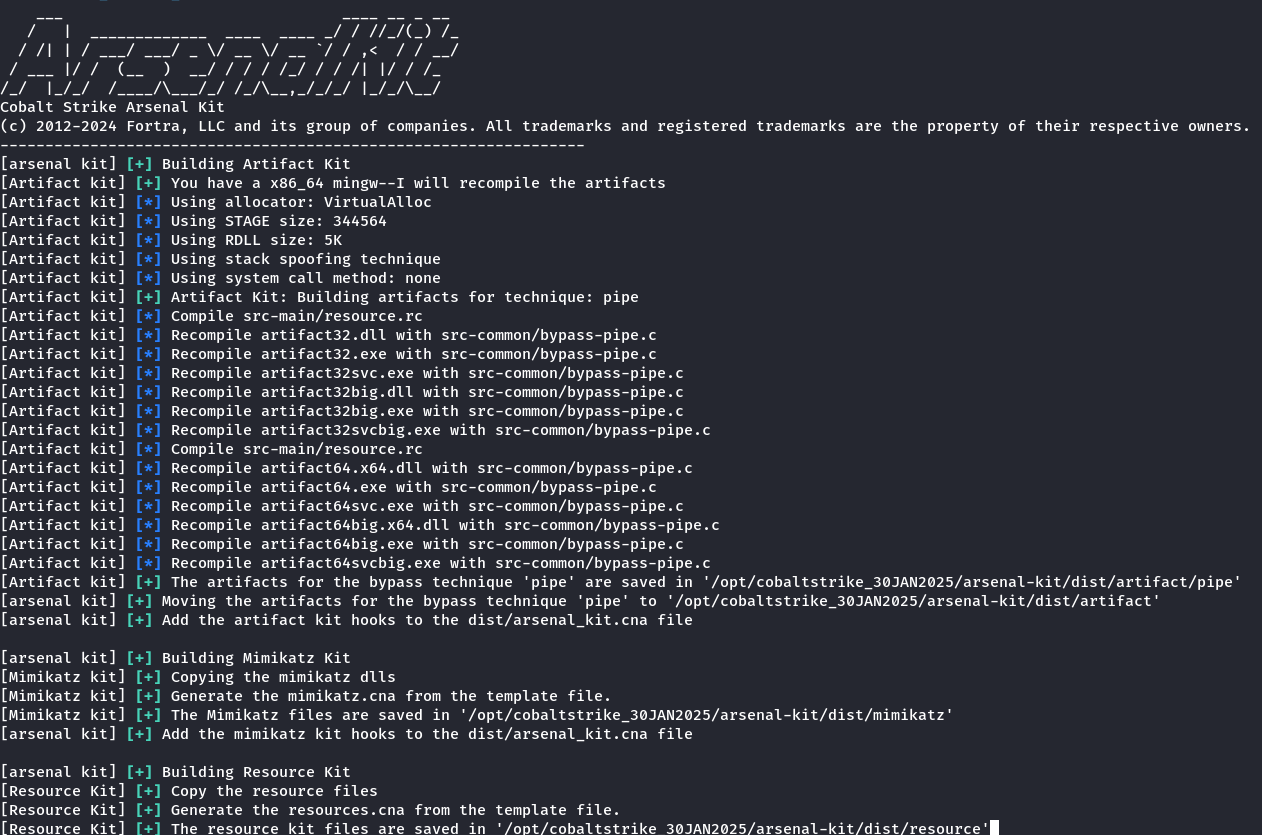 Cobalt Strike Arsenal Kit
(c) 2012-2024 Fortra, LLC and its group of companies. All trademarks and registered trademarks are the property of their respective owners.
-----------------------------------------------------------------
[arsenal kit] [+] Building Artifact Kit
[Artifact kit] [+] You have a x86_64 mingw--I will recompile the artifacts
[Artifact kit] [*] Using allocator: VirtualAlloc
[Artifact kit] [*] Using STAGE size: 344564
[Artifact kit] [*] Using RDLL size: 5K
[Artifact kit] [*] Using stack spoofing technique
[Artifact kit] [*] Using system call method: none
[Artifact kit] [+] Artifact Kit: Building artifacts for technique: pipe
[Artifact kit] [*] Compile src-main/resource.rc
[Artifact kit] [*] Recompile artifact32.dll with src-common/bypass-pipe.c
[Artifact kit] [*] Recompile artifact32.exe with src-common/bypass-pipe.c
[Artifact kit] [*] Recompile artifact32svc.exe with src-common/bypass-pipe.c
[Artifact kit] [*] Recompile artifact32big.dll with src-common/bypass-pipe.c
[Artifact kit] [*] Recompile artifact32big.exe with src-common/bypass-pipe.c
[Artifact kit] [*] Recompile artifact32svcbig.exe with src-common/bypass-pipe.c
[Artifact kit] [*] Compile src-main/resource.rc
[Artifact kit] [*] Recompile artifact64.x64.dll with src-common/bypass-pipe.c
[Artifact kit] [*] Recompile artifact64.exe with src-common/bypass-pipe.c
[Artifact kit] [*] Recompile artifact64svc.exe with src-common/bypass-pipe.c
[Artifact kit] [*] Recompile artifact64big.x64.dll with src-common/bypass-pipe.c
[Artifact kit] [*] Recompile artifact64big.exe with src-common/bypass-pipe.c
[Artifact kit] [*] Recompile artifact64svcbig.exe with src-common/bypass-pipe.c
[Artifact kit] [+] The artifacts for the bypass technique 'pipe' are saved in '/opt/cobaltstrike_30JAN2025/arsenal-kit/dist/artifact/pipe'
[arsenal kit] [+] Moving the artifacts for the bypass technique 'pipe' to '/opt/cobaltstrike_30JAN2025/arsenal-kit/dist/artifact'
[arsenal kit] [+] Add the artifact kit hooks to the dist/arsenal_kit.cna file
[arsenal kit] [+] Building Mimikatz Kit
[Mimikatz kit] [+] Copying the mimikatz dlls
[Mimikatz kit] [+] Generate the mimikatz.cna from the template file.
[Mimikatz kit] [+] The Mimikatz files are saved in '/opt/cobaltstrike_30JAN2025/arsenal-kit/dist/mimikatz'
[arsenal kit] [+] Add the mimikatz kit hooks to the dist/arsenal_kit.cna file
[arsenal kit] [+] Building Resource Kit
[Resource Kit] [+] Copy the resource files
[Resource Kit] [+] Generate the resources.cna from the template file.
[Resource Kit] [+] The resource kit files are saved in '/opt/cobaltstrike_30JAN2025/arsenal-kit/dist/resource'